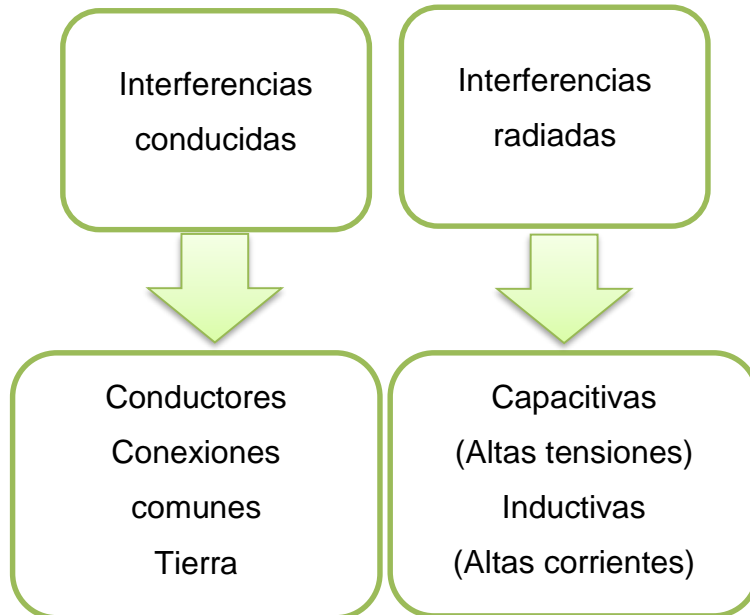 Interferencias
conducidas
Interferencias
radiadas
Conductores
Conexiones
comunes
Tierra
Capacitivas
(Altas tensiones)
Inductivas
(Altas corrientes)